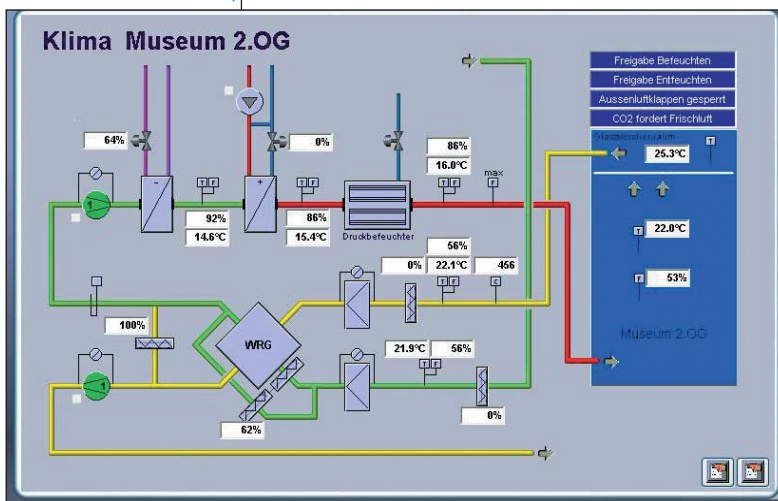 Klima Museum 2.OG
Freigabe Befeuchten
Freigabe Entfeuchten
Aussenluftklappen gesperrt
CO2 fordert Frischluft
64%
0%
86%
16.0°C
max
T
25.3°C
-
+
T F
T F
T F
F
1
92%
14.6°C
86%
15.4°C
Druckbefeuchter
T
22.0°C
56%
0%
22.1°C
456
T F
C
F
53%
100%
WRG
Museum 2.OG
21.9°C
56%
T F
1
62%
0%